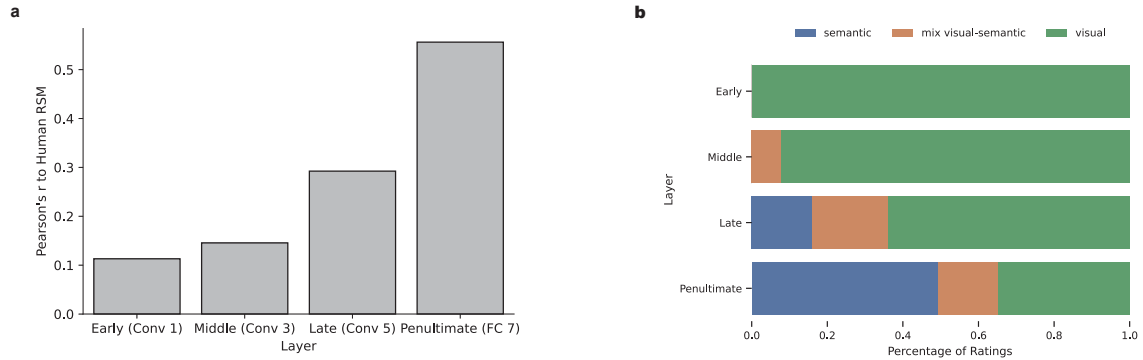 a
Pearson's r to Human RSM
0.5
0.4
0.3
0.2
0.1
0.0
Early (Conv 1) Middle (Conv 3) Late (Conv 5) Penultimate (FC 7)
Layer
b
semantic mix visual-semantic visual
Layer
Early
Middle
Late
Penultimate
0.0 0.2 0.4 0.6 0.8 1.0
Percentage of Ratings